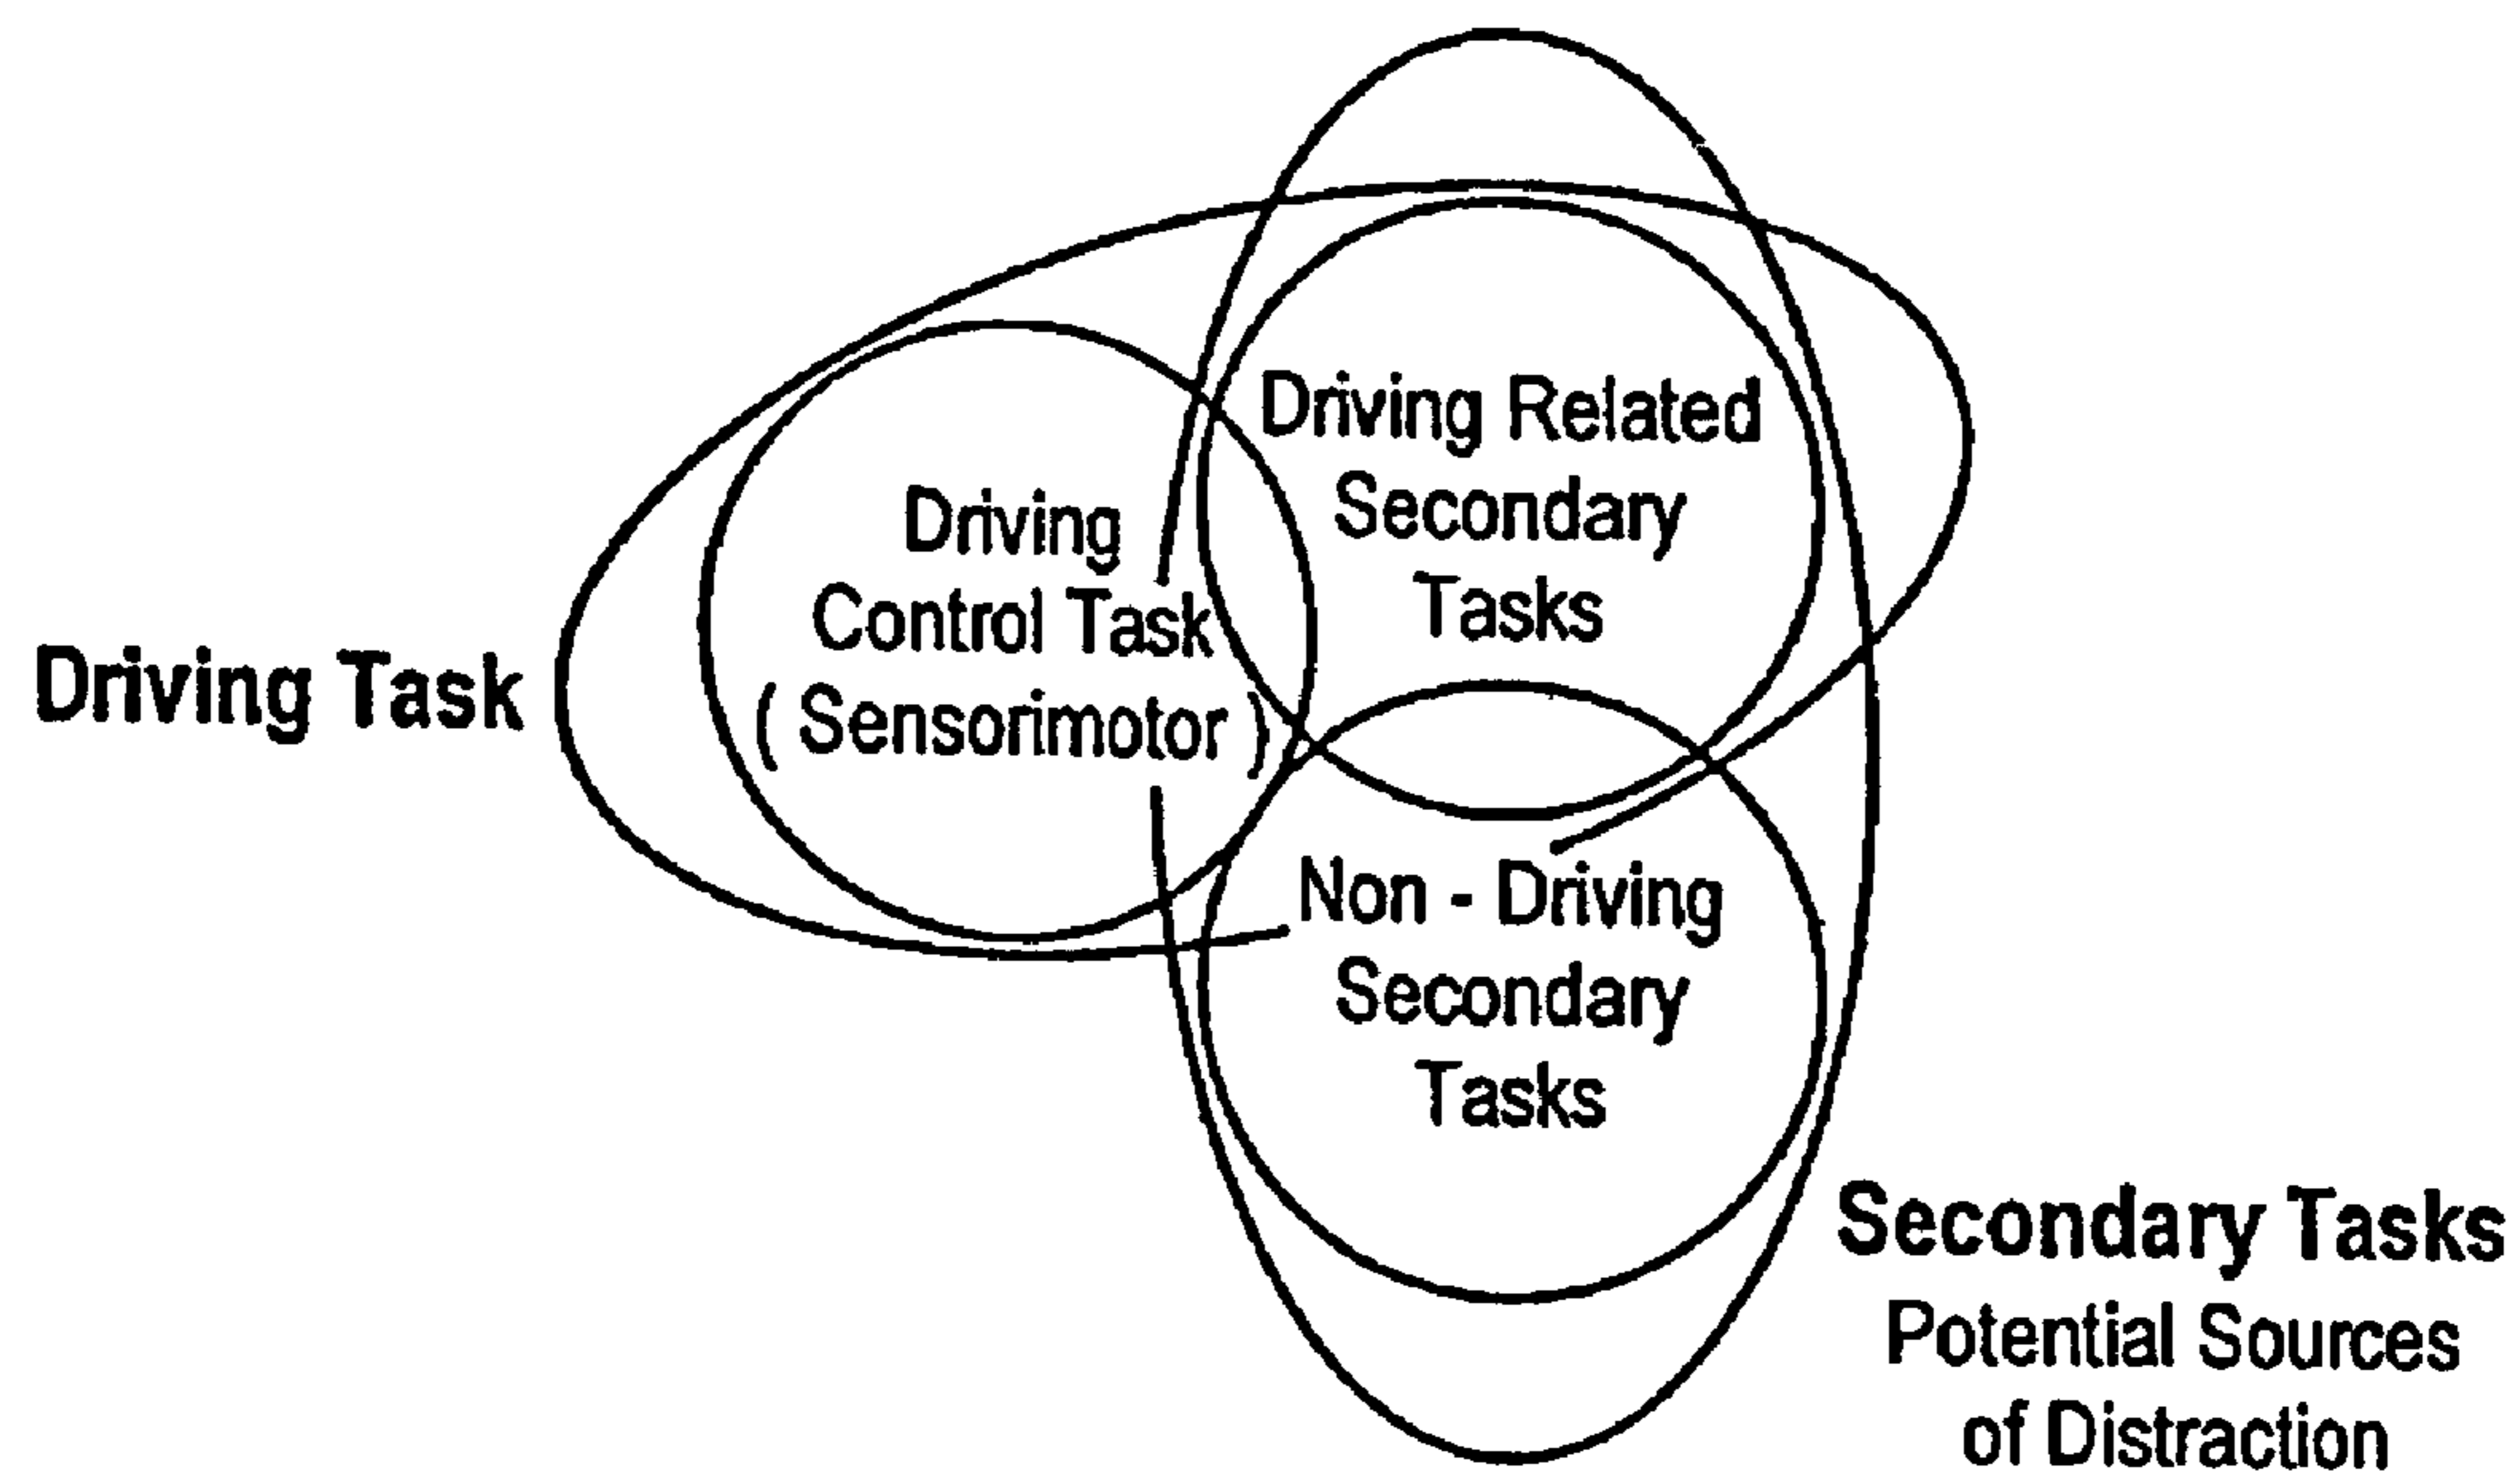 Driving Related
Secondary
Tasks
Driving
Control Task
( Sensorimotor )
Driving Task
Non - Driving
Secondary
Tasks
Secondary Tasks
Potential Sources
of Distraction